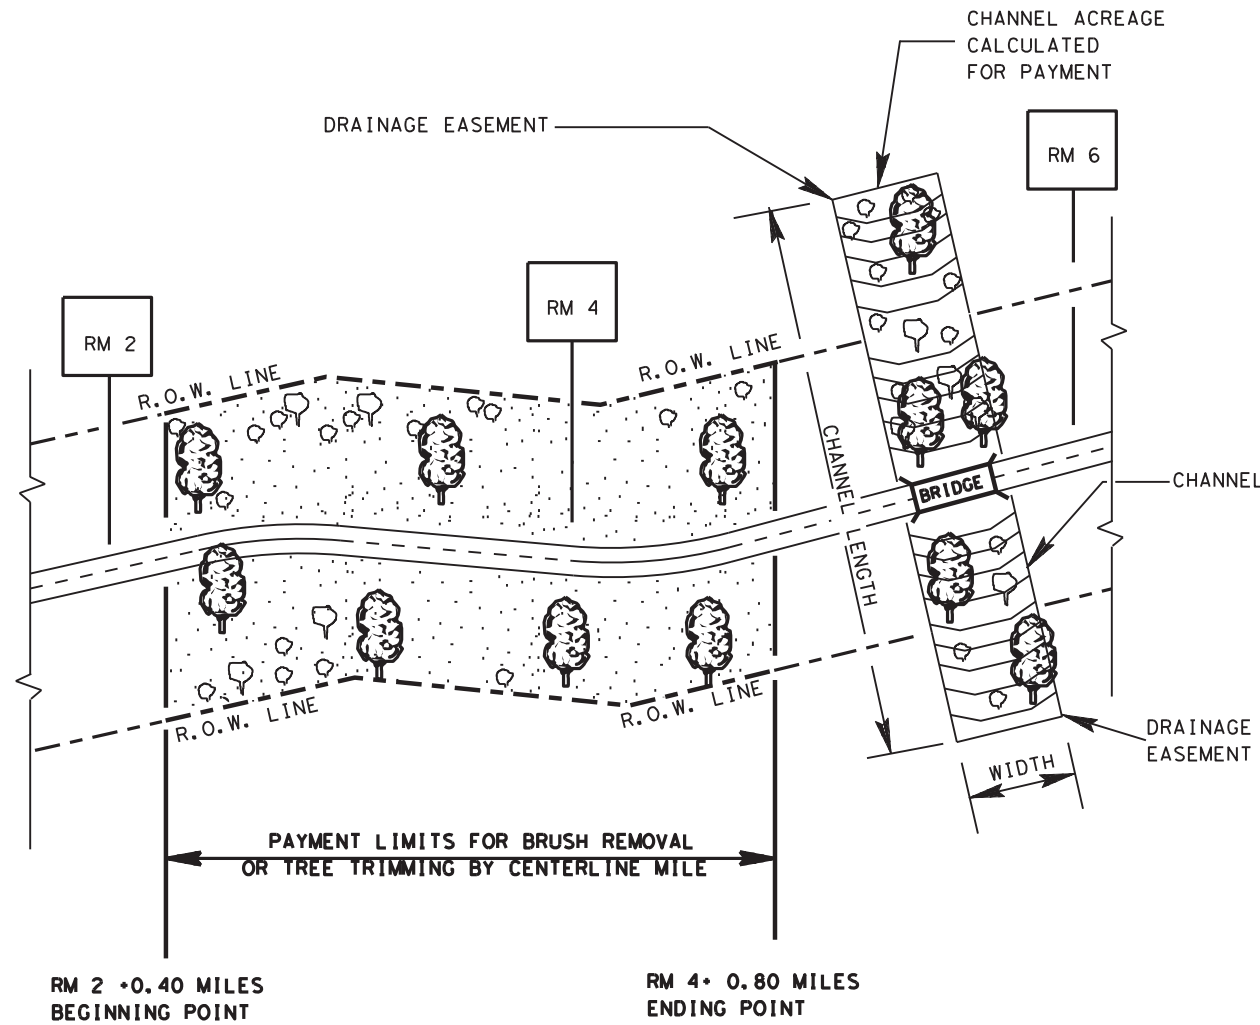 CHANNEL ACREAGE
CALCULATED
FOR PAYMENT
DRAINAGE EASEMENT
RM 6
RM 4
RM 2
R.O.W. LINE
R.O.W. LINE
CHANNEL LENGTH
BRIDGE
CHANNEL
R.O.W. LINE
R.O.W. LINE
DRAINAGE
EASEMENT
WIDTH
PAYMENT LIMITS FOR BRUSH REMOVAL
OR TREE TRIMMING BY CENTERLINE MILE
RM 2 +0.40 MILES
BEGINNING POINT
RM 4+ 0.80 MILES
ENDING POINT